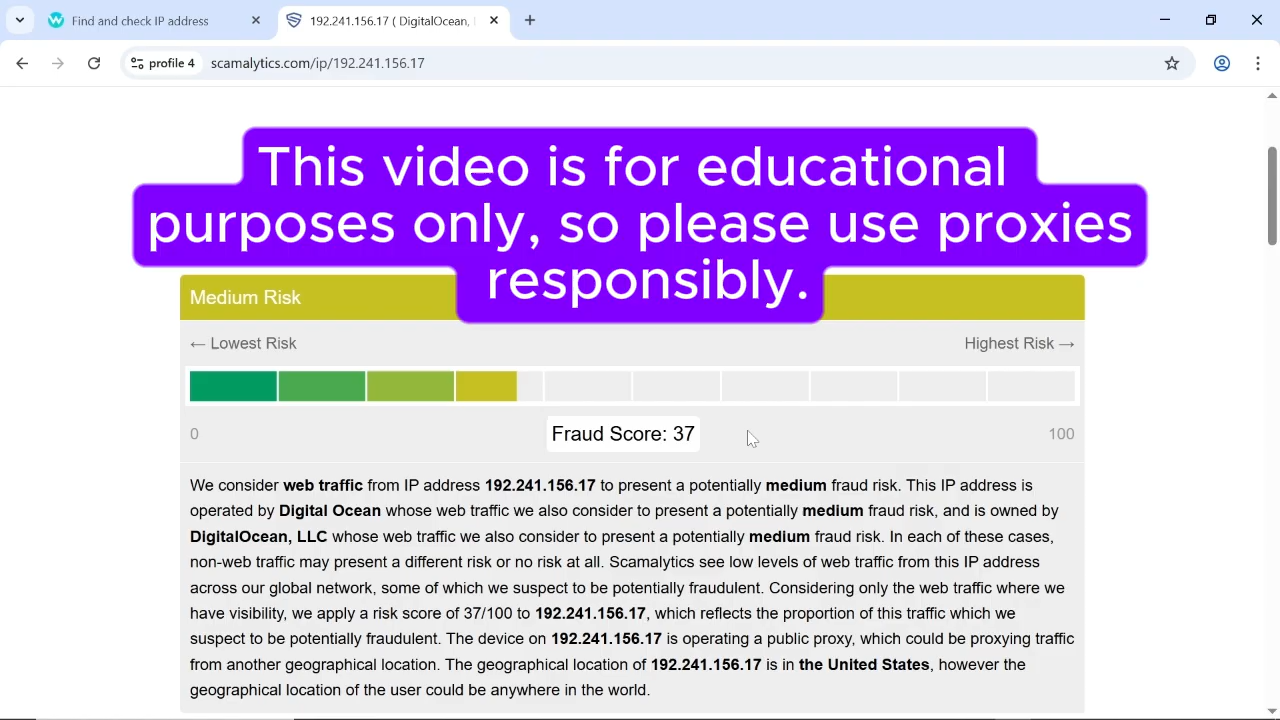 Find and check IP address
192.241.156.17 ( DigitalOcean,
profile 4
scamalytics.com/ip/192.241.156.17
This video is for educational
purposes only, so please use proxies
responsibly.
Medium Risk
← Lowest Risk
Highest Risk →
0
Fraud Score: 37
100
We consider web traffic from IP address 192.241.156.17 to present a potentially medium fraud risk. This IP address is
operated by Digital Ocean whose web traffic we also consider to present a potentially medium fraud risk, and is owned by
DigitalOcean, LLC whose web traffic we also consider to present a potentially medium fraud risk. In each of these cases,
non-web traffic may present a different risk or no risk at all. Scamalytics see low levels of web traffic from this IP address
across our global network, some of which we suspect to be potentially fraudulent. Considering only the web traffic where we
have visibility, we apply a risk score of 37/100 to 192.241.156.17, which reflects the proportion of this traffic which we
suspect to be potentially fraudulent. The device on 192.241.156.17 is operating a public proxy, which could be proxying traffic
from another geographical location. The geographical location of 192.241.156.17 is in the United States, however the
geographical location of the user could be anywhere in the world.